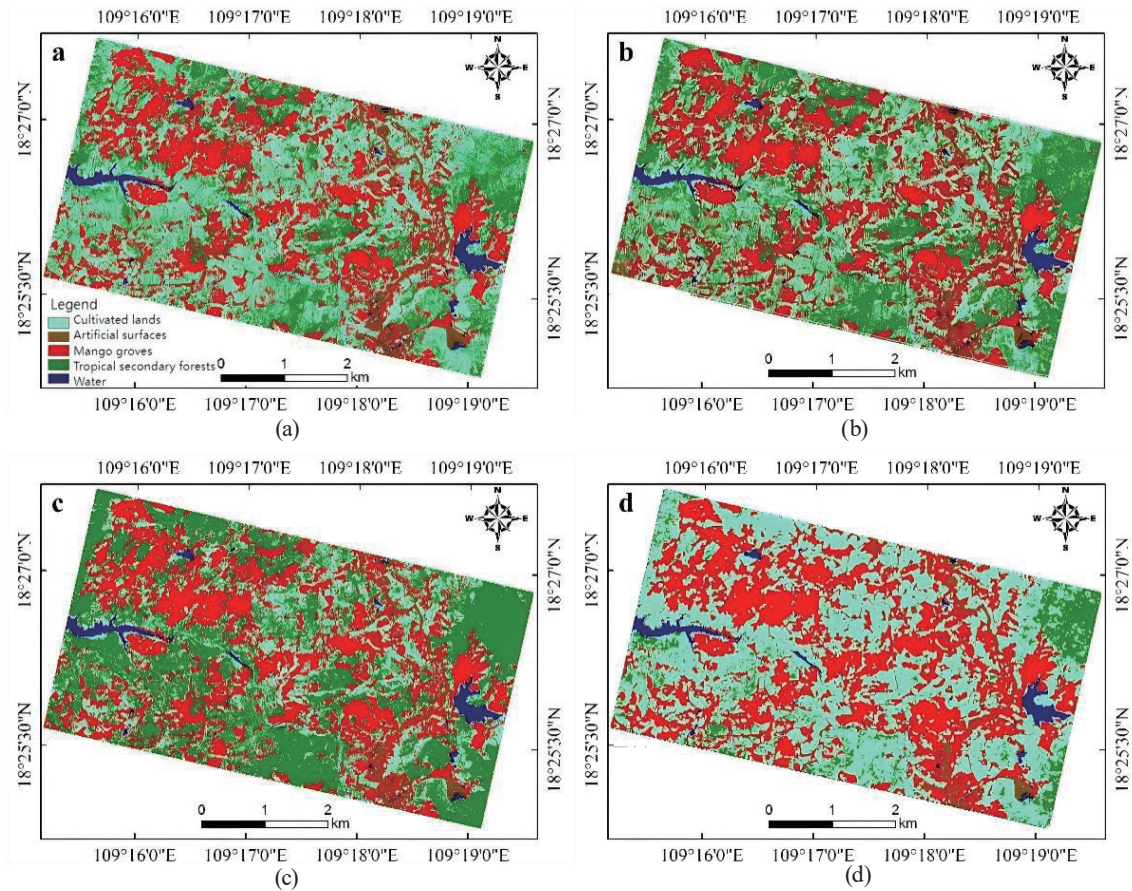 109°16'0"E 109°17'0"E 109°18'0"E 109°19'0"E
109°16'0"E 109°17'0"E 109°18'0"E 109°19'0"E
a
N
W E
S
b
N
W E
S
18°27'0"N
18°27'0"N
18°27'0"N
18°27'0"N
18°25'30"N
18°25'30"N
18°25'30"N
18°25'30"N
Legend
Cultivated lands
Artificial surfaces
Mango groves
Tropical secondary forests
Water
0 1 2
km
0 1 2
km
109°16'0"E 109°17'0"E 109°18'0"E 109°19'0"E
109°16'0"E 109°17'0"E 109°18'0"E 109°19'0"E
(a)
(b)
109°16'0"E 109°17'0"E 109°18'0"E 109°19'0"E
109°16'0"E 109°17'0"E 109°18'0"E 109°19'0"E
c
N
W E
S
d
N
W E
S
18°27'0"N
18°27'0"N
18°27'0"N
18°27'0"N
18°25'30"N
18°25'30"N
18°25'30"N
18°25'30"N
0 1 2
km
0 1 2
km
109°16'0"E 109°17'0"E 109°18'0"E 109°19'0"E
109°16'0"E 109°17'0"E 109°18'0"E 109°19'0"E
(c)
(d)